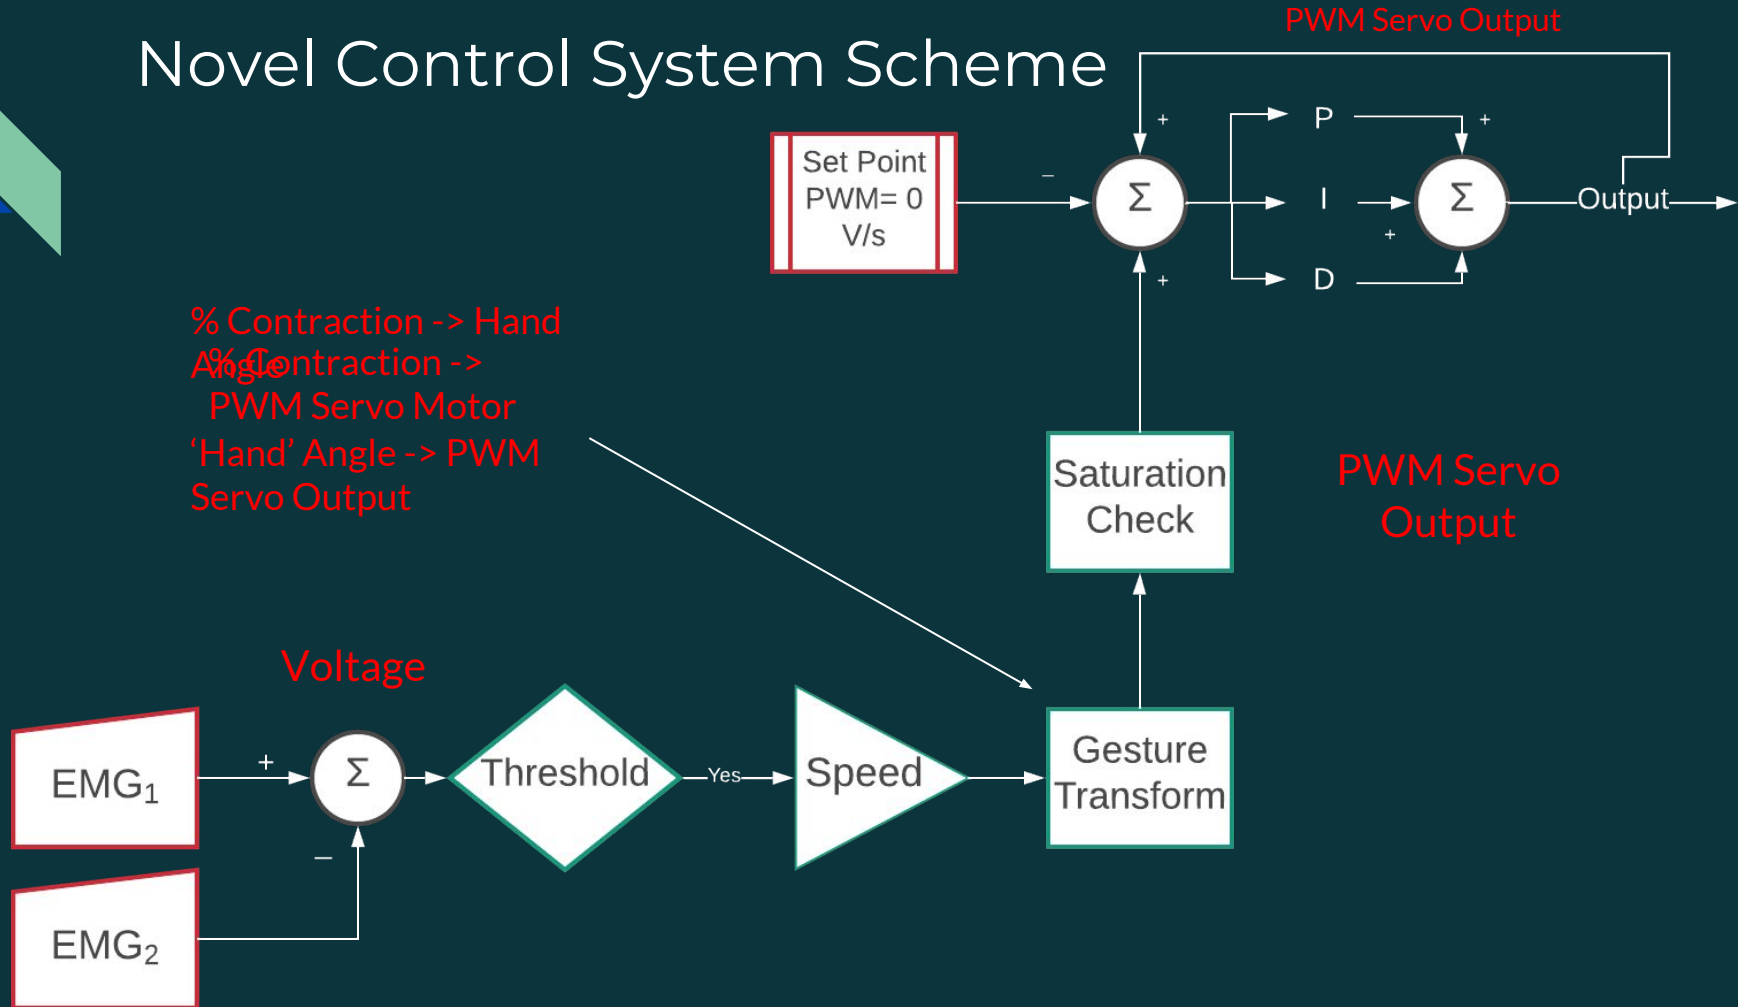 PWM Servo Output
Novel Control System Scheme
Set Point
PWM= 0
V/s
−
+
Σ
+
P
I
D
+
+
Σ
Output
% Contraction -> Hand
Angle
% Contraction ->
PWM Servo Motor
‘Hand’ Angle -> PWM
Servo Output
Saturation
Check
PWM Servo
Output
Voltage
EMG1
+
Σ
−
EMG2
Threshold
Yes
Speed
Gesture
Transform